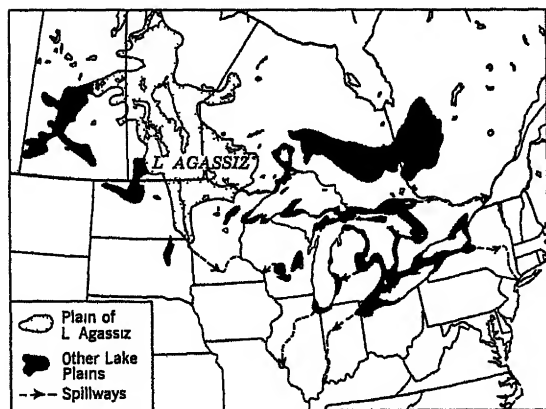 L AGASSIZ
Plain of
L Agassiz
Other Lake
Plains
Spillways